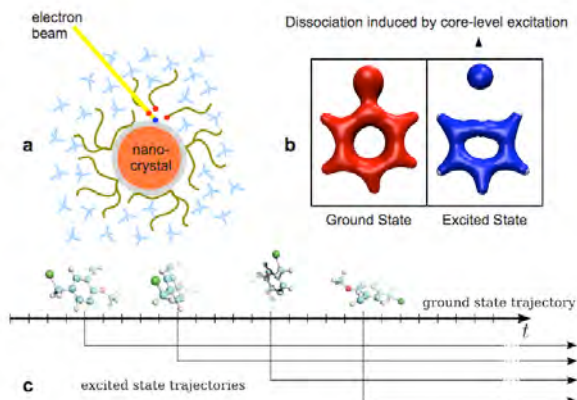 electron
beam
nano-
crystal
a
Dissociation induced by core-level excitation
b
Ground State
Excited State
ground state trajectory
t
excited state trajectories
c